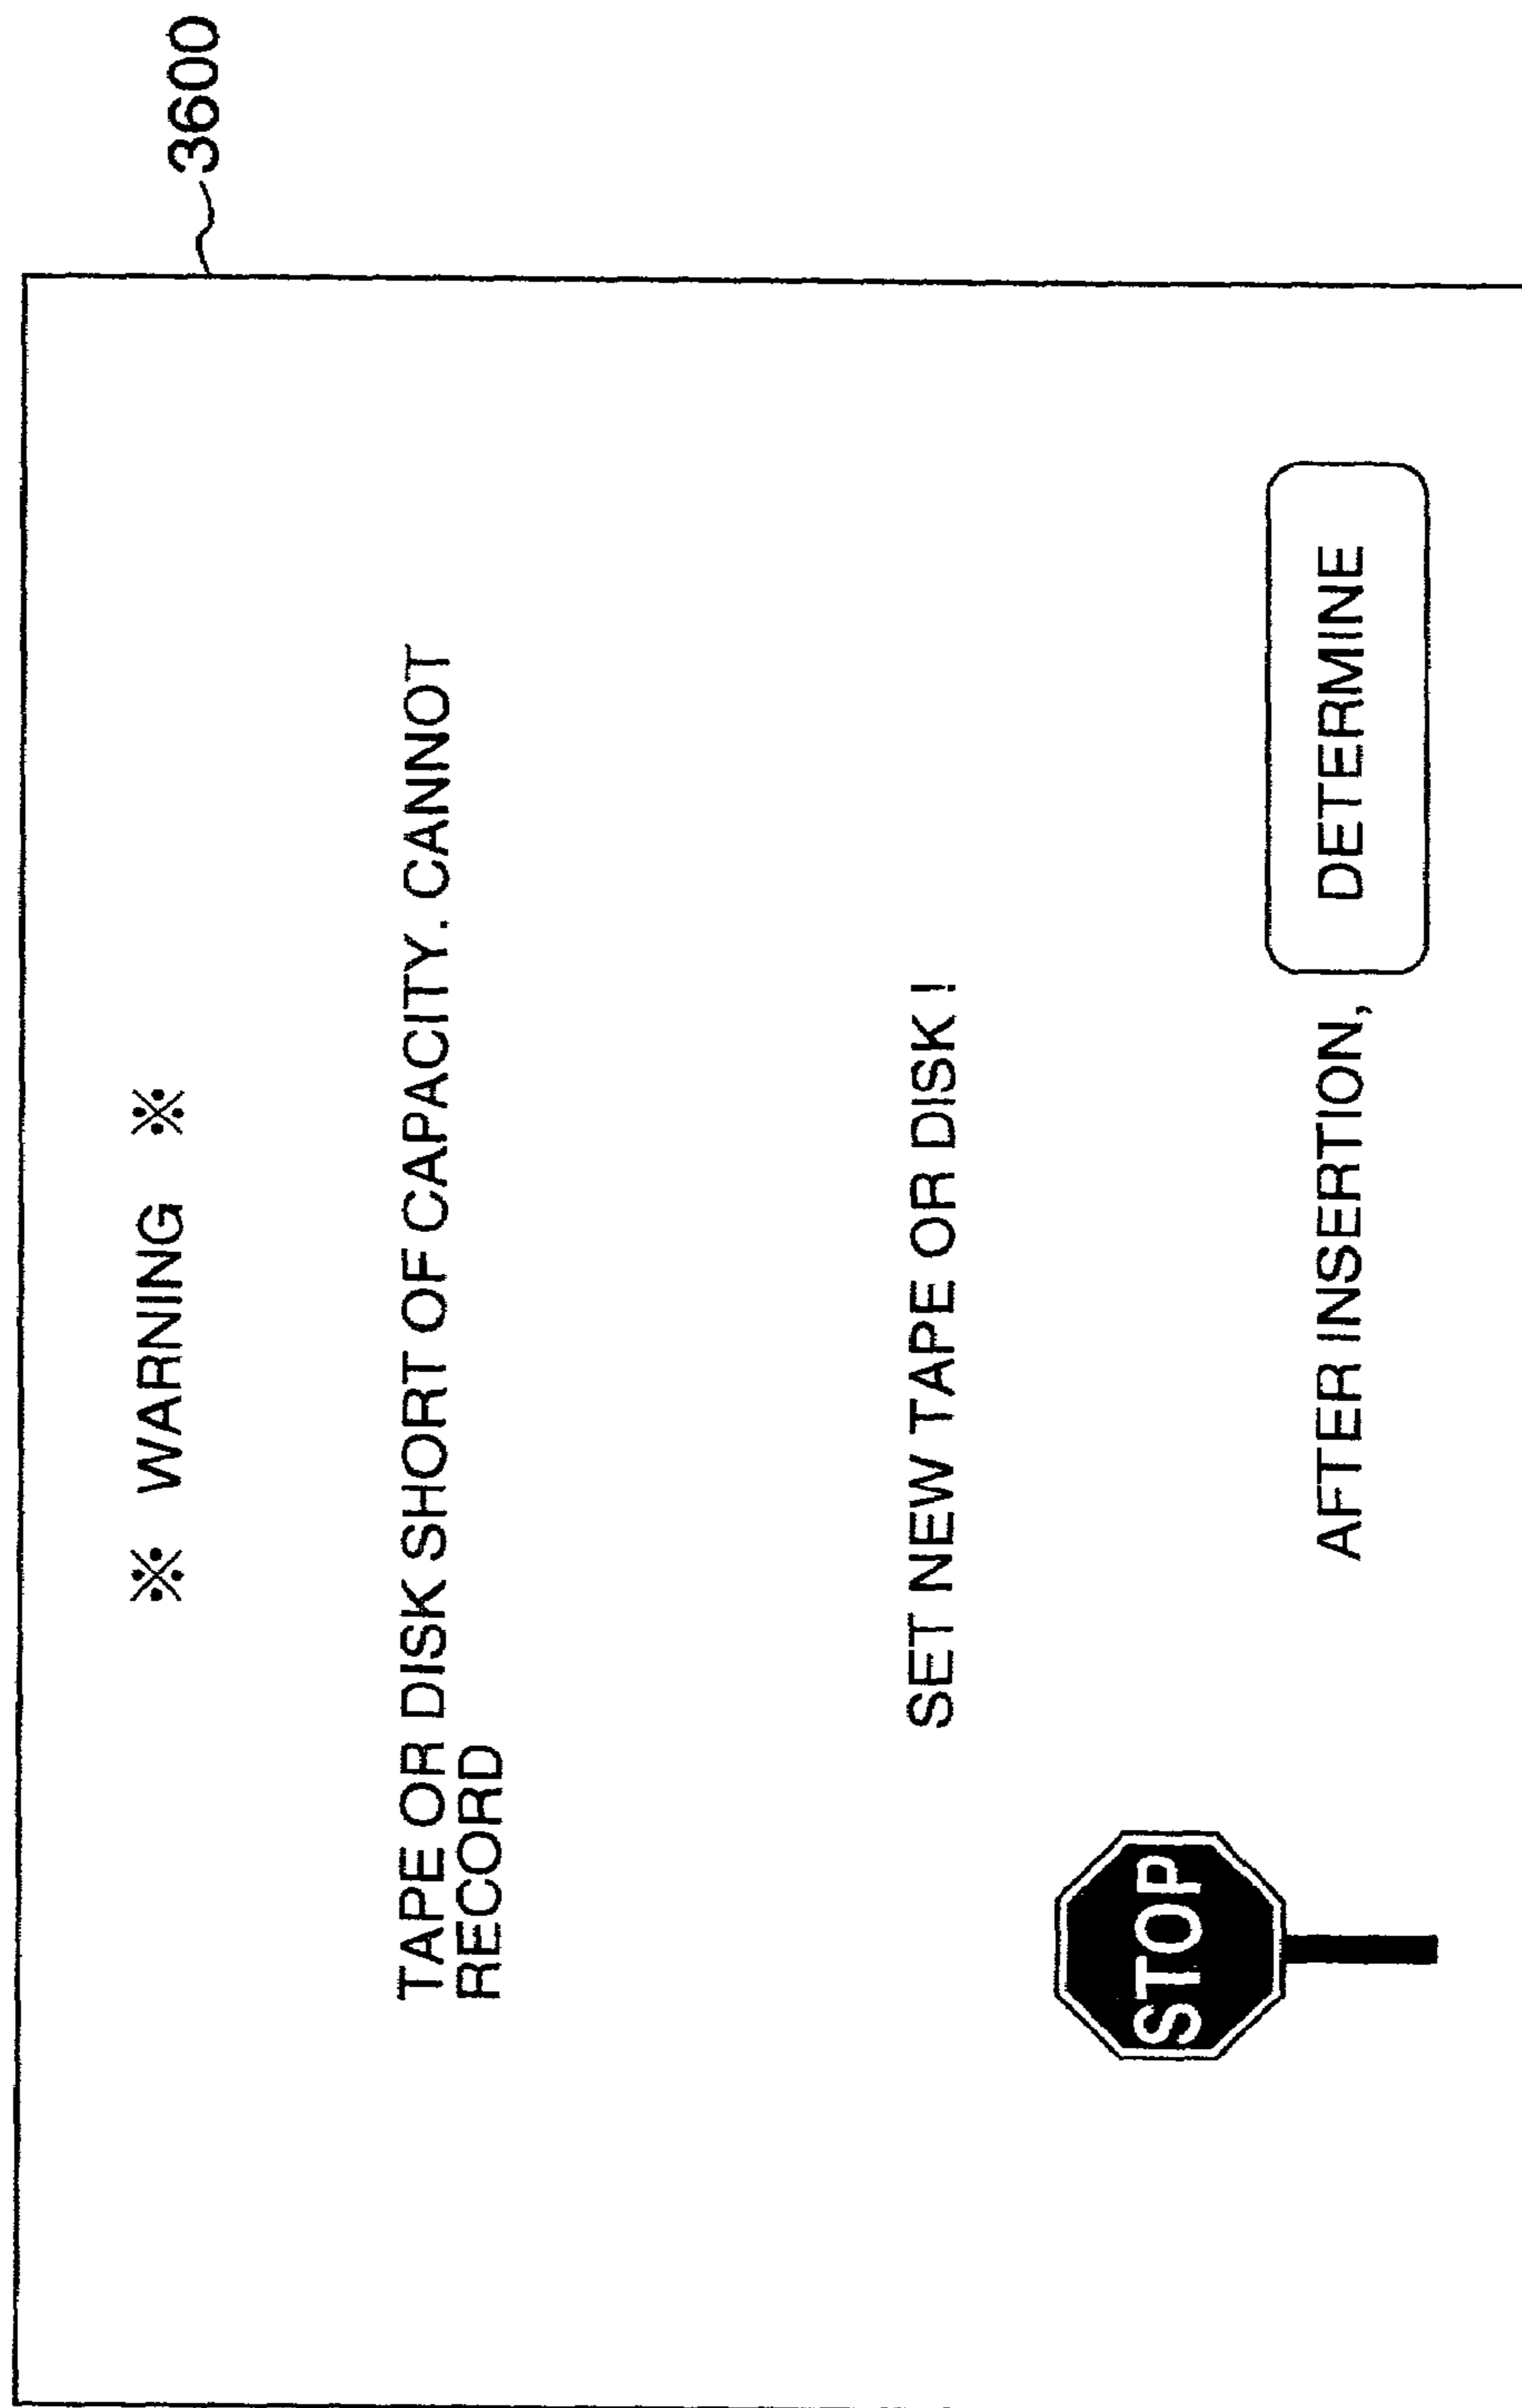 3600
※ WARNING ※
TAPE OR DISK SHORT OF CAPACITY. CANNOT
RECORD
SET NEW TAPE OR DISK!
STOP
AFTER INSERTION, DETERMINE